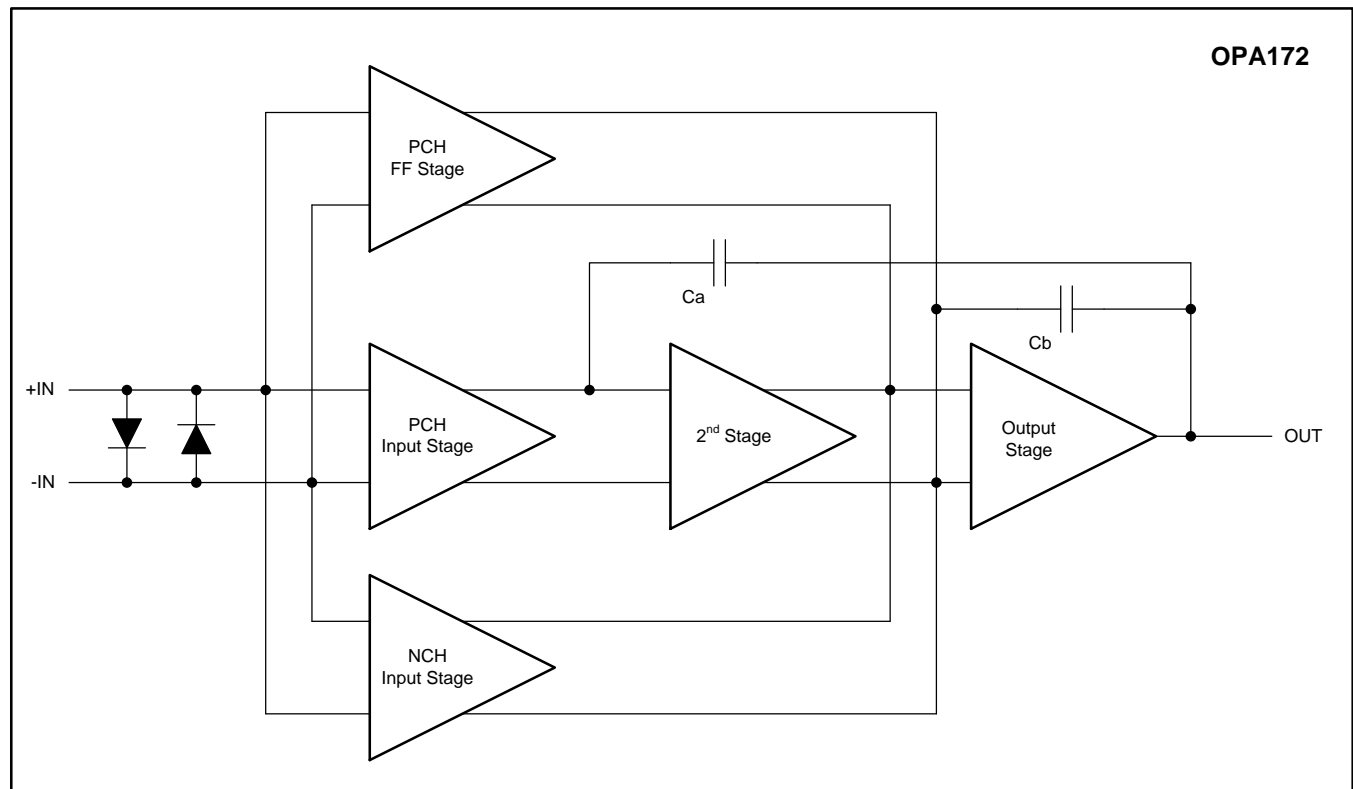 OPA172
PCH
FF Stage
Ca
Cb
+IN
PCH
Input Stage
2nd Stage
Output
Stage
OUT
-IN
NCH
Input Stage